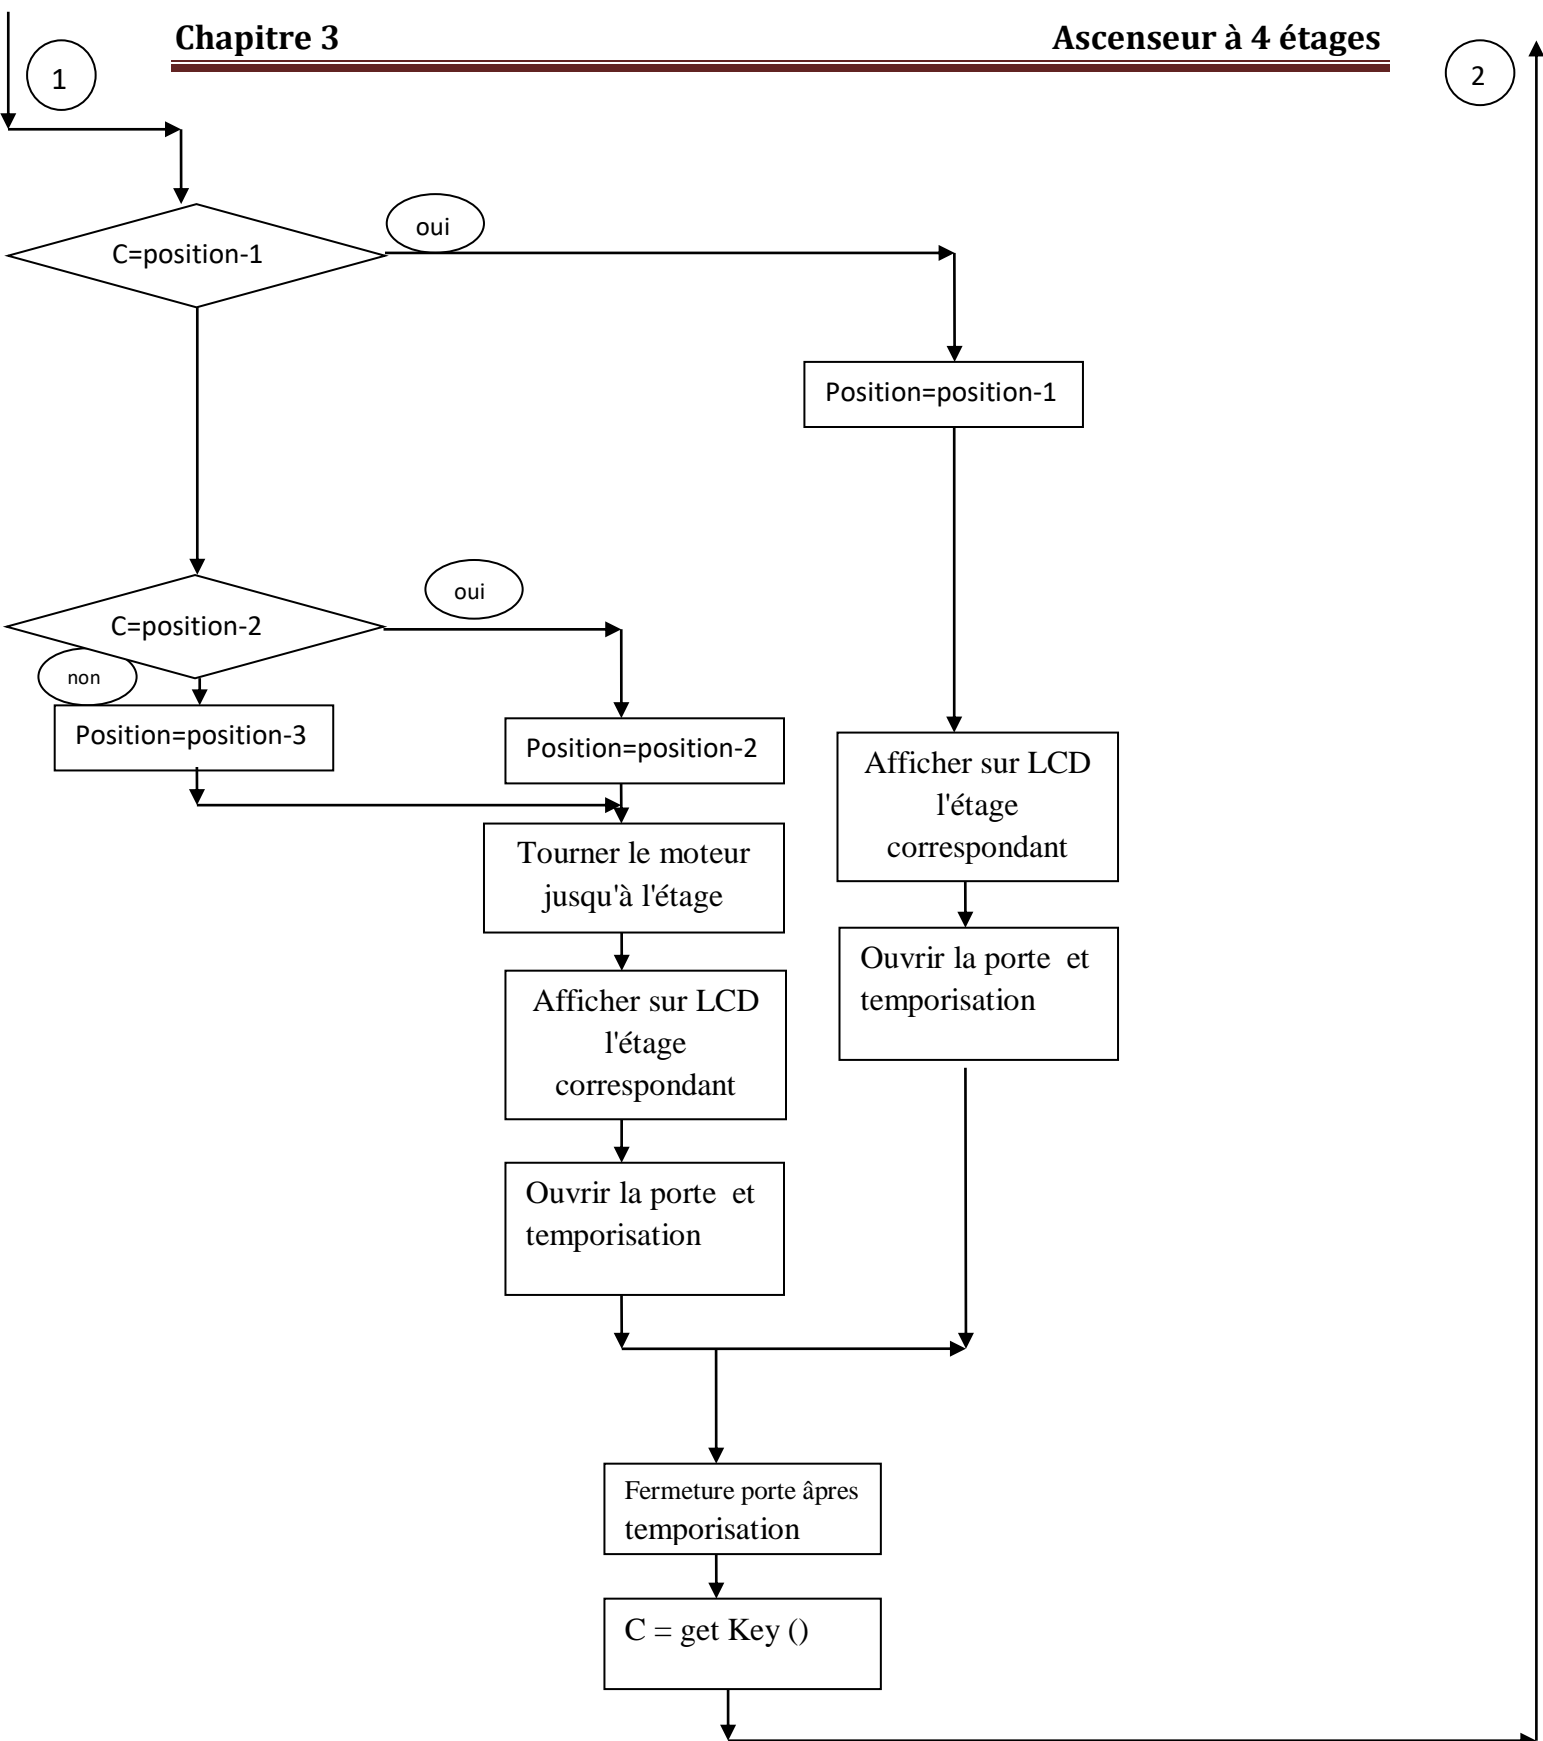 Chapitre 3 Ascenseur à 4 étages
1
2
C=position-1
oui
Position=position-1
C=position-2
oui
non
Position=position-3
Position=position-2
Afficher sur LCD
l'étage
correspondant
Tourner le moteur
jusqu'à l'étage
Ouvrir la porte et
temporisation
Afficher sur LCD
l'étage
correspondant
Ouvrir la porte et
temporisation
Fermeture porte âpres
temporisation
C = get Key ()